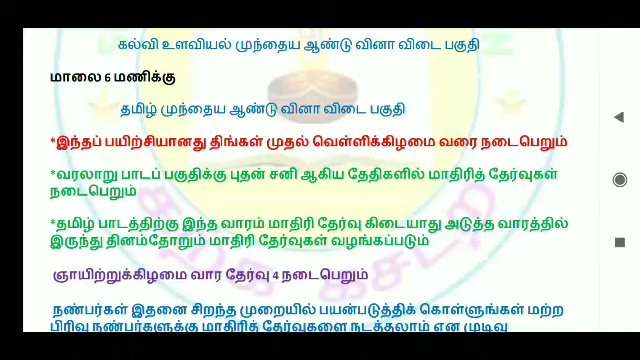 கல்வி உளவியல் முந்தைய ஆண்டு வினா விடை பகுதி
மாலை 6 மணிக்கு
தமிழ் முந்தைய ஆண்டு வினா விடை பகுதி
*இந்தப் பயிற்சியானது திங்கள் முதல் வெள்ளிக்கிழமை வரை நடைபெறும்
*வரலாறு பாடப் பகுதிக்கு புதன் சனி ஆகிய தேதிகளில் மாதிரித் தேர்வுகள்
நடைபெறும்
*தமிழ் பாடத்திற்கு இந்த வாரம் மாதிரி தேர்வு கிடையாது அடுத்த வாரத்தில்
இருந்து தினம்தோறும் மாதிரி தேர்வுகள் வழங்கப்படும்
ஞாயிற்றுக்கிழமை வார தேர்வு 4 நடைபெறும்
நண்பர்கள் இதனை சிறந்த முறையில் பயன்படுத்திக் கொள்ளுங்கள் மற்ற
பிரிவு நண்பர்களுக்கு மாதிரித் தேர்வுகளை நடத்தலாம் என முடிவு